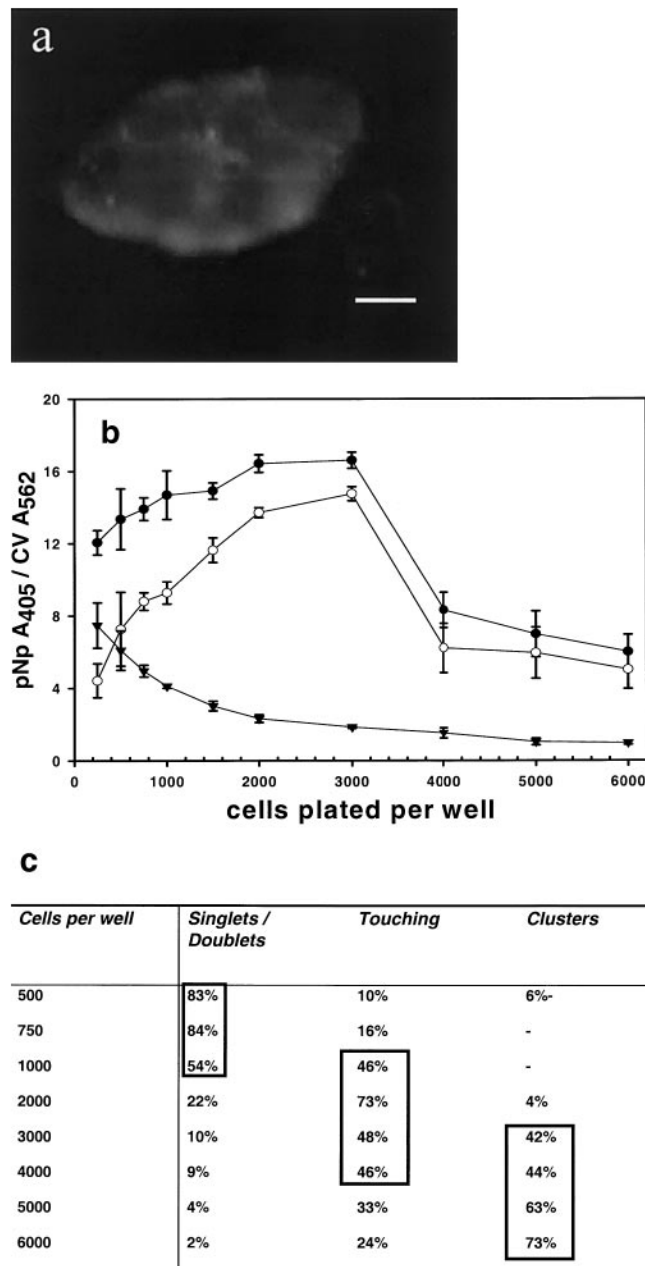 a
b
pNp A405 / CV A562
20
16
12
8
4
0
0 1000 2000 3000 4000 5000 6000
cells plated per well
c
Cells per well Singlets / Doublets Touching Clusters
500 83% 10% 6%-
750 84% 16% -
1000 54% 46% -
2000 22% 73% 4%
3000 10% 48% 42%
4000 9% 46% 44%
5000 4% 33% 63%
6000 2% 24% 73%